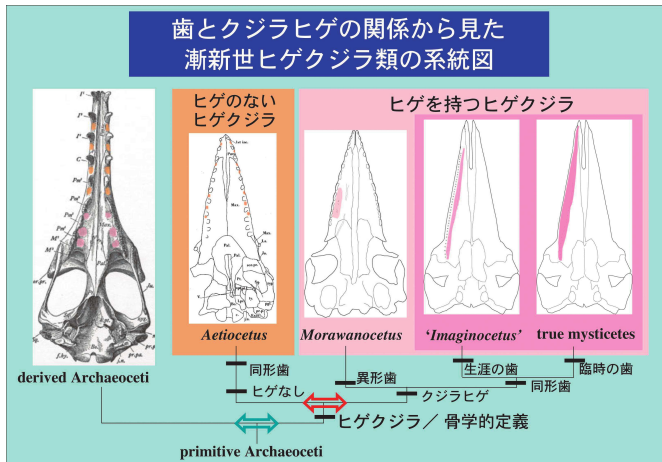 歯とクジラヒゲの関係から見た
漸新世ヒゲクジラ類の系統図
ヒゲのない
ヒゲクジラ
ヒゲを持つヒゲクジラ
Aetiocetus
Morawanocetus
'Imaginocetus'
true mysticetes
derived Archaeoceti
同形歯
異形歯
生涯の歯
臨時の歯
同形歯
ヒゲなし
クジラヒゲ
ヒゲクジラ／骨学的定義
primitive Archaeoceti